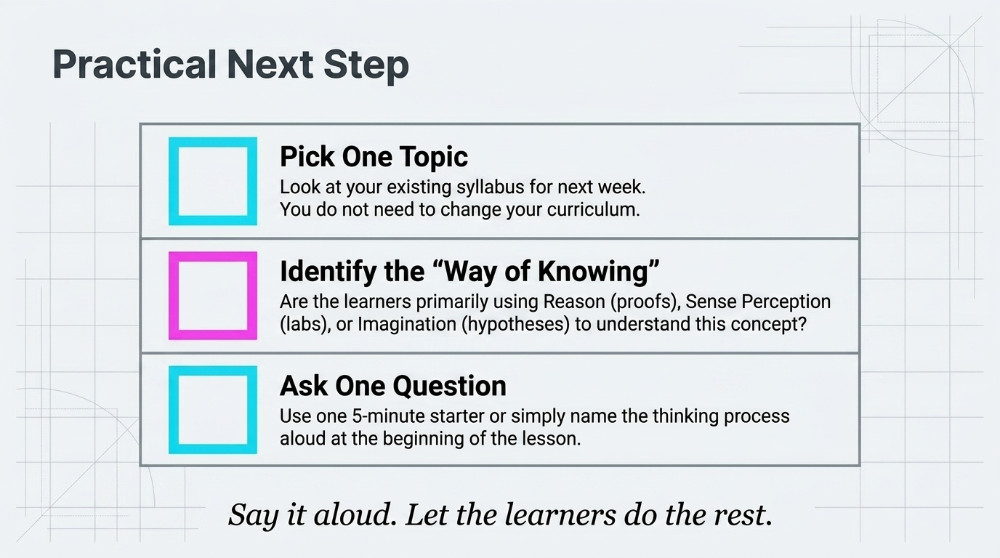 Practical Next Step
Pick One Topic
Look at your existing syllabus for next week.
You do not need to change your curriculum.
Identify the “Way of Knowing”
Are the learners primarily using Reason (proofs), Sense Perception
(labs), or Imagination (hypotheses) to understand this concept?
Ask One Question
Use one 5-minute starter or simply name the thinking process
aloud at the beginning of the lesson.
Say it aloud. Let the learners do the rest.